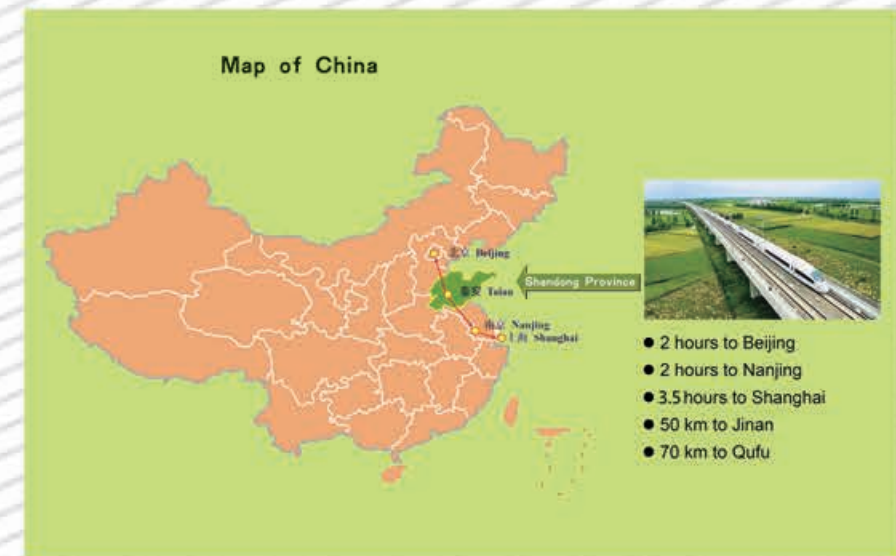 Map of China
北京 Beijing
Shandong Province
泰安 Taian
南京 Nanjing
上海 Shanghai
● 2 hours to Beijing
● 2 hours to Nanjing
● 3.5 hours to Shanghai
● 50 km to Jinan
● 70 km to Qufu